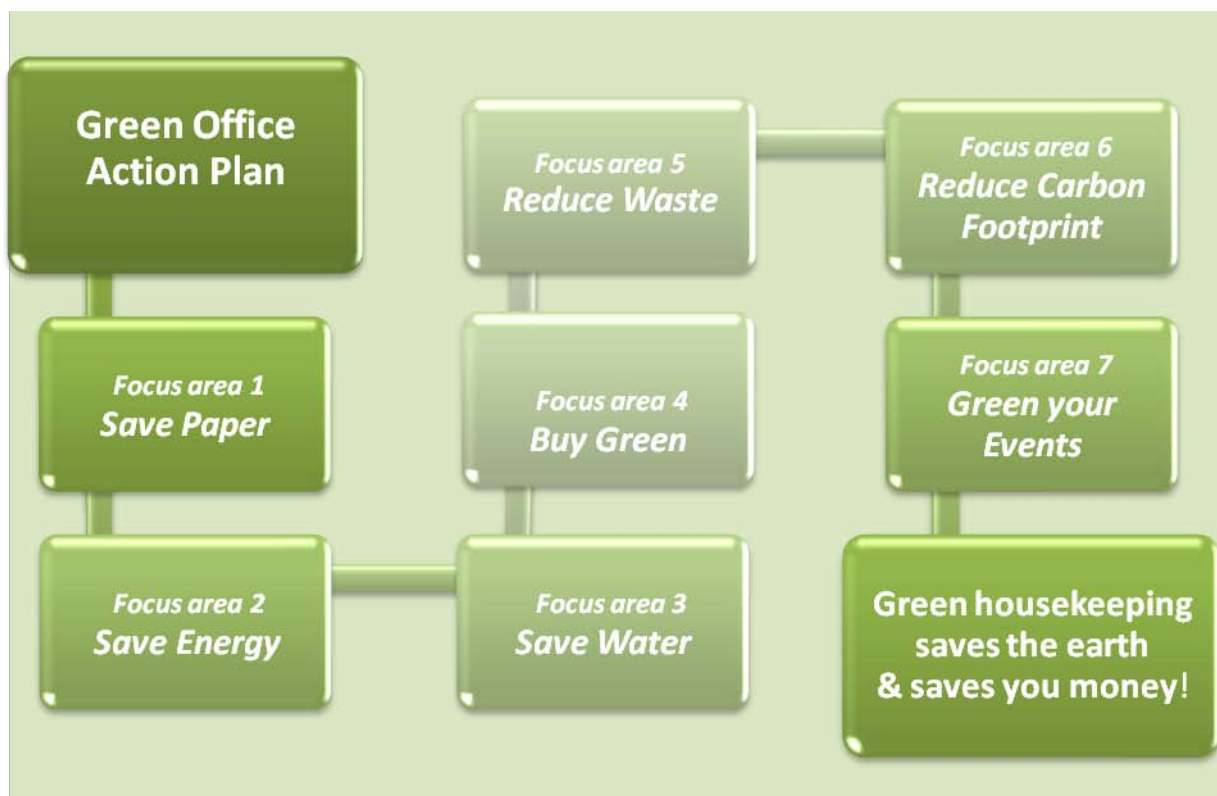 Green Office
Action Plan
Focus area 1
Save Paper
Focus area 2
Save Energy
Focus area 3
Save Water
Focus area 4
Buy Green
Focus area 5
Reduce Waste
Focus area 6
Reduce Carbon
Footprint
Focus area 7
Green your
Events
Green housekeeping
saves the earth
& saves you money!